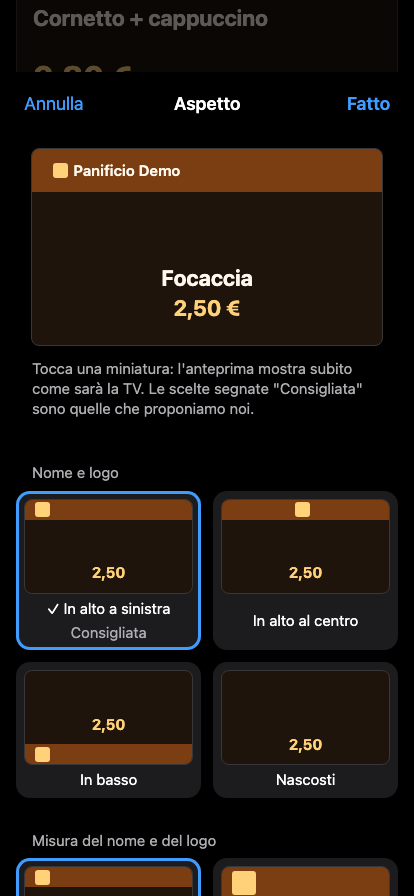 Cornetto + cappuccino
Annulla
Aspetto
Fatto
Panificio Demo
Focaccia
2,50 €
Tocca una miniatura: l'anteprima mostra subito
come sarà la TV. Le scelte segnate "Consigliata"
sono quelle che proponiamo noi.
Nome e logo
2,50
✓ In alto a sinistra
Consigliata
2,50
In alto al centro
2,50
In basso
2,50
Nascosti
Misura del nome e del logo